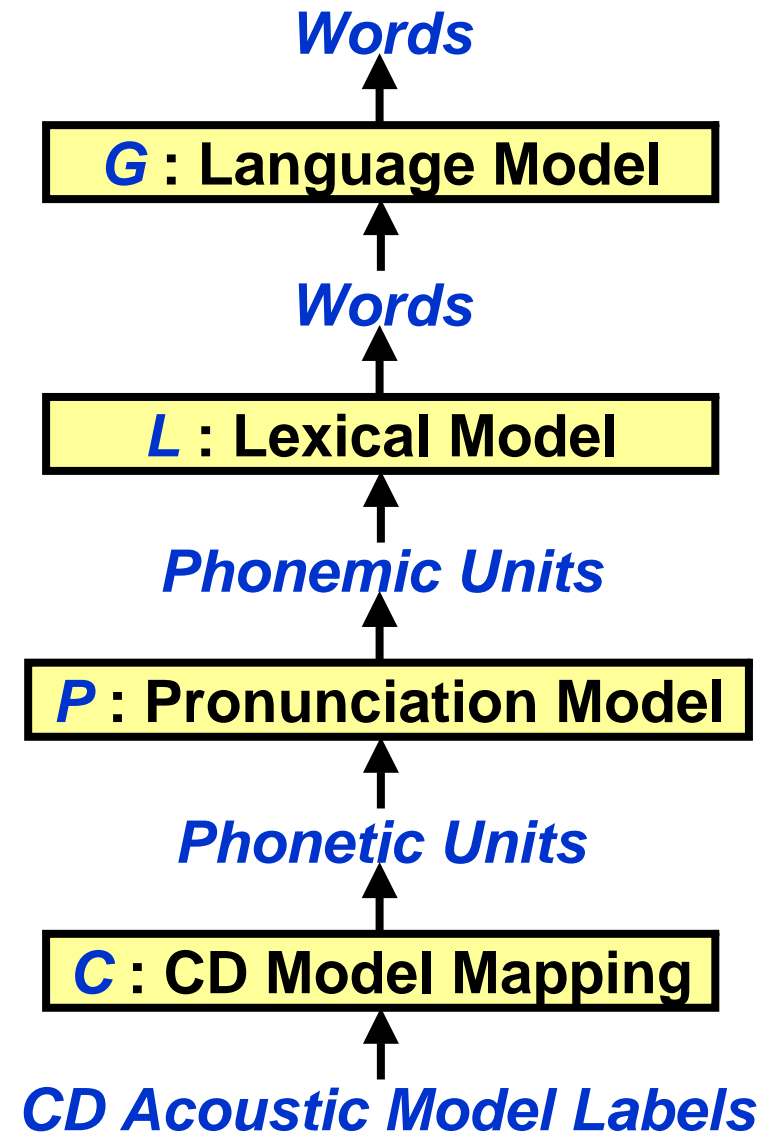 Words
G : Language Model
Words
L : Lexical Model
Phonemic Units
P : Pronunciation Model
Phonetic Units
C : CD Model Mapping
CD Acoustic Model Labels